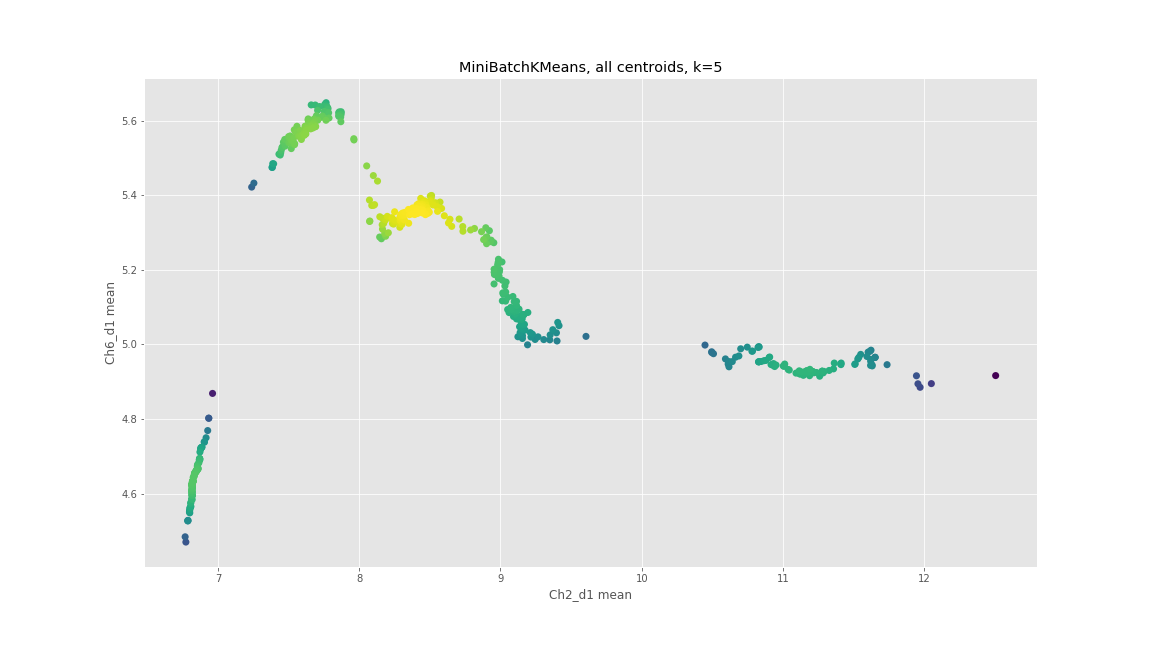 MiniBatchKMeans, all centroids, k=5
Ch6_d1 mean
5.6
5.4
5.2
5.0
4.8
4.6
7 8 9 10 11 12
Ch2_d1 mean